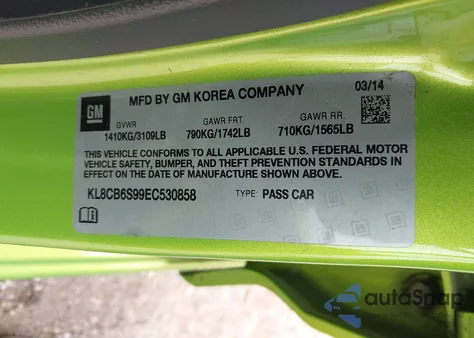 GM
MFD BY GM KOREA COMPANY
03/14
GVWR
GAWR FRT.
GAWR RR.
1410KG/3109LB
790KG/1742LB
710KG/1565LB
THIS VEHICLE CONFORMS TO ALL APPLICABLE U.S. FEDERAL MOTOR
VEHICLE SAFETY, BUMPER, AND THEFT PREVENTION STANDARDS IN
EFFECT ON THE DATE OF MANUFACTURE SHOWN ABOVE.
KL8CB6S99EC530858
TYPE: PASS CAR
autoSnap